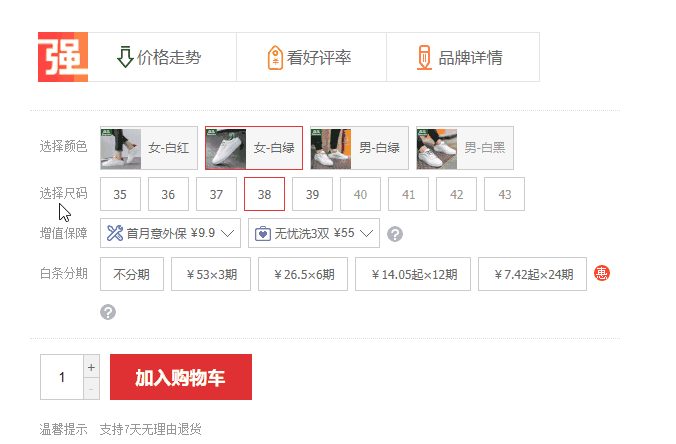 强 价格走势 看好评率 品牌详情
选择颜色 女-白红 女-白绿 男-白绿 男-白黑
选择尺码 35 36 37 38 39 40 41 42 43
增值保障 首月意外保 ¥9.9 无忧洗3双 ¥55 ?
白条分期 不分期 ¥53×3期 ¥26.5×6期 ¥14.05起×12期 ¥7.42起×24期 惠
?
1 + - 加入购物车
温馨提示 支持7天无理由退货